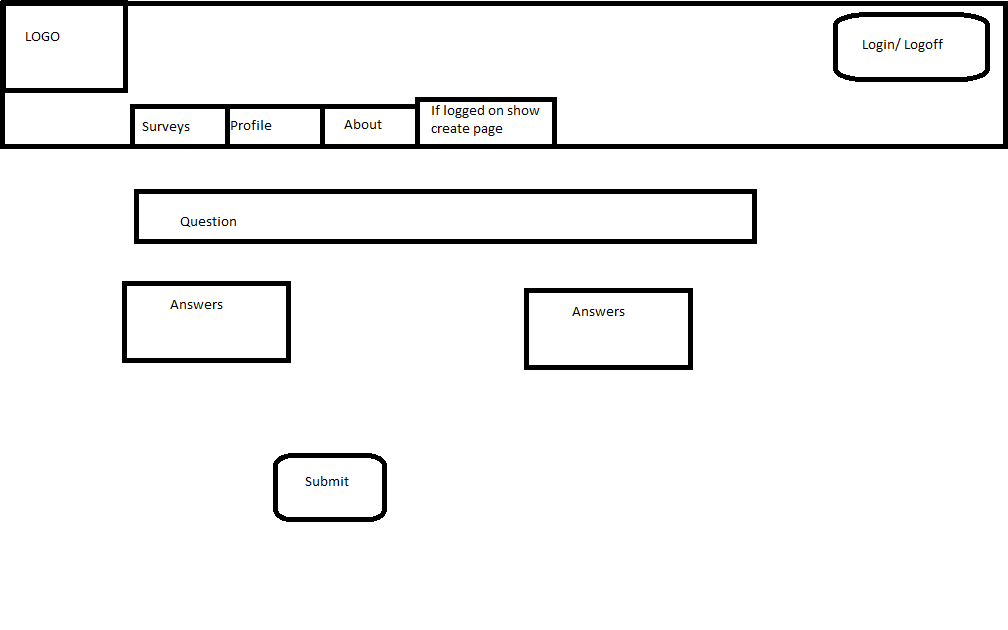 LOGO
Login/ Logoff
Surveys
Profile
About
If logged on show
create page
Question
Answers
Answers
Submit